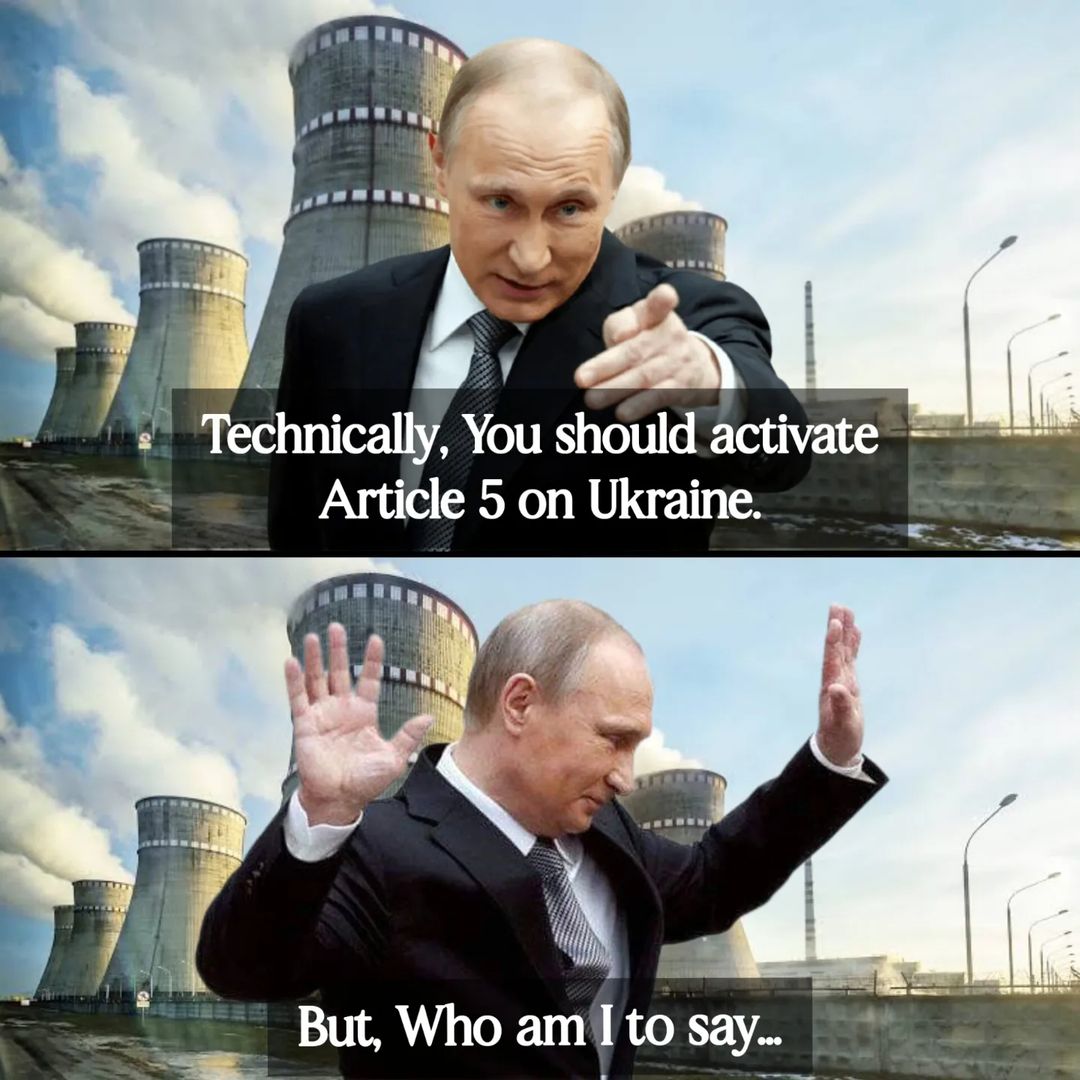 Technically, You should activate
Article 5 on Ukraine.
But, Who am I to say...